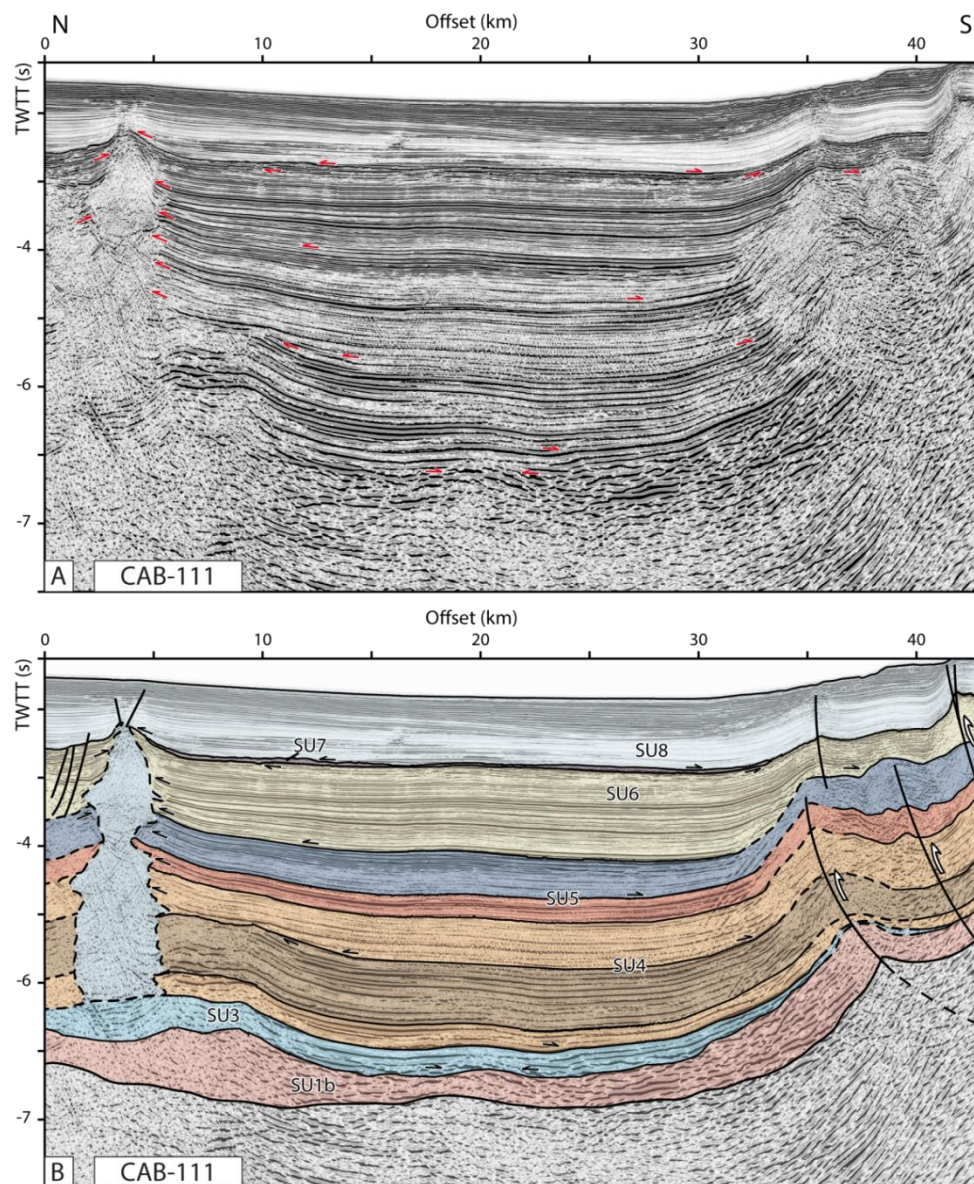 N
Offset (km)
S
0 10 20 30 40
TWTT (s)
-4
-6
-7
A
CAB-111
Offset (km)
0 10 20 30 40
TWTT (s)
SU7
SU8
SU6
-4
SU5
SU4
-6
SU3
SU1b
-7
B
CAB-111